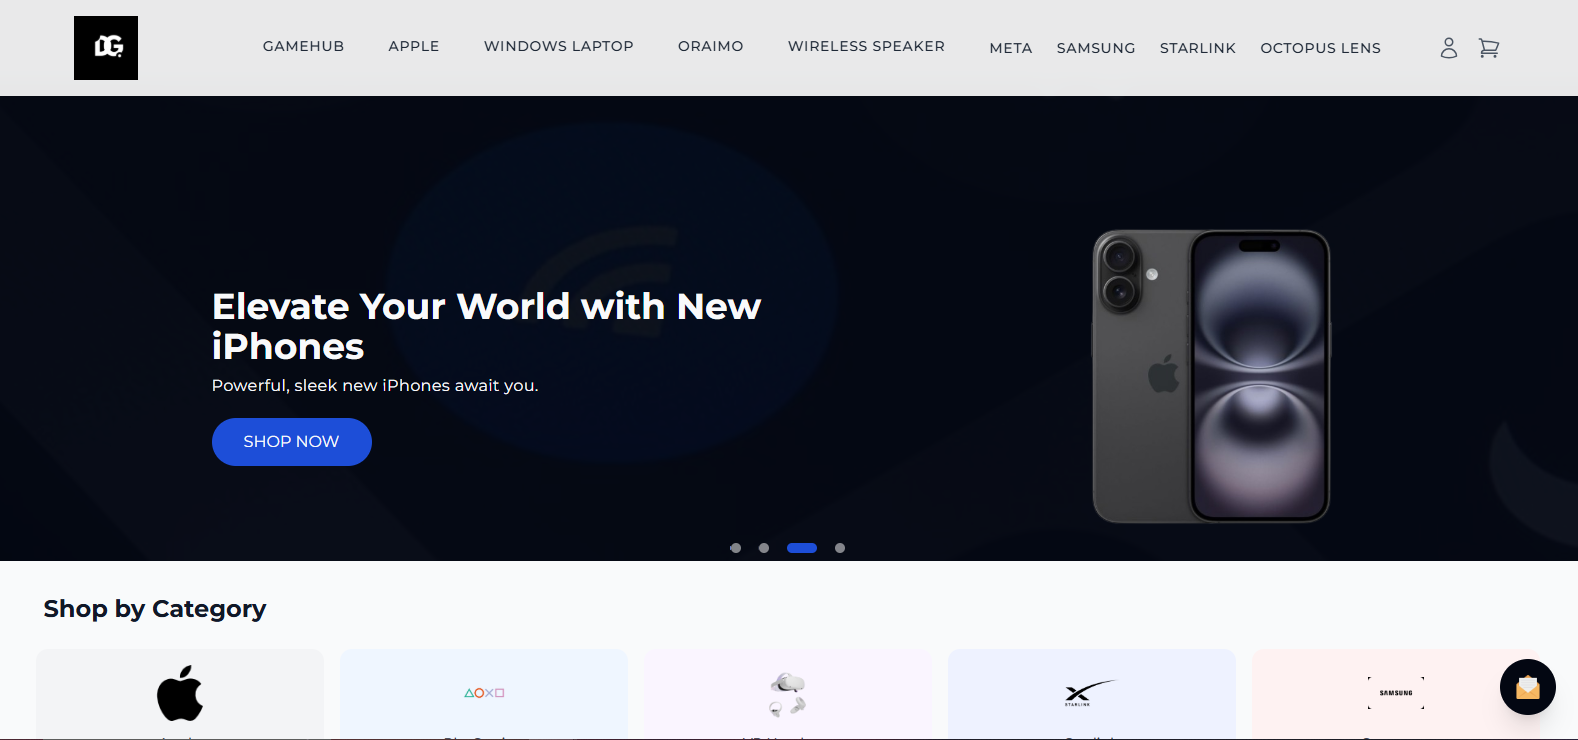 DG.
GAMEHUB
APPLE
WINDOWS LAPTOP
ORAIMO
WIRELESS SPEAKER
META
SAMSUNG
STARLINK
OCTOPUS LENS
Elevate Your World with New
iPhones
Powerful, sleek new iPhones await you.
SHOP NOW
Shop by Category
STARLINK
SAMSUNG